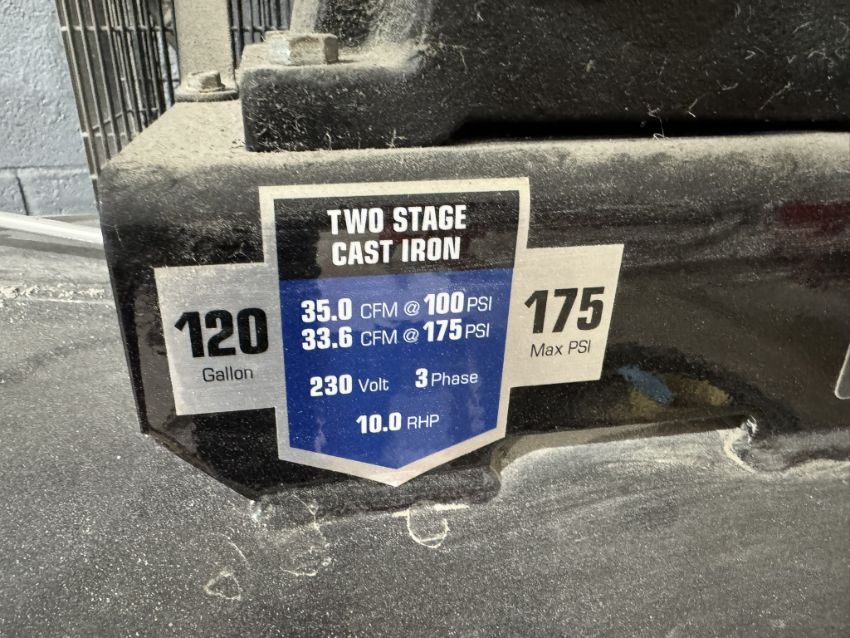 TWO STAGE
CAST IRON
120
Gallon
35.0 CFM @ 100 PSI
33.6 CFM @ 175 PSI
230 Volt 3 Phase
10.0 RHP
175
Max PSI